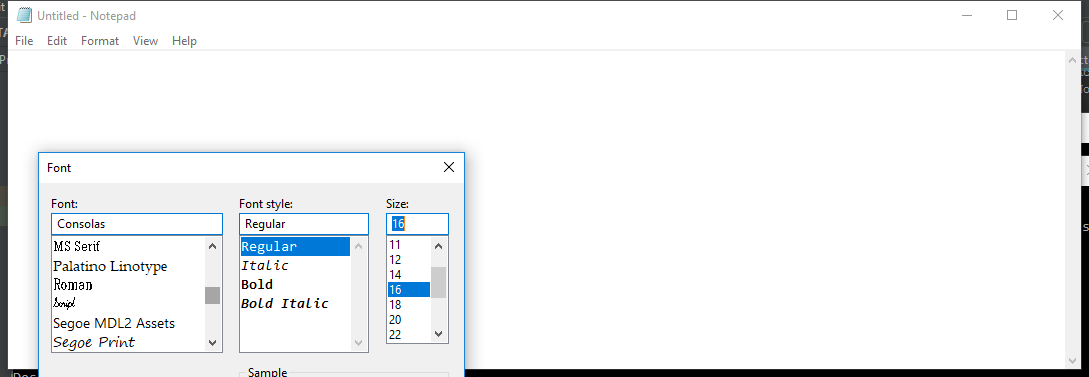 Untitled - Notepad
File Edit Format View Help
Font
Font: Font style: Size:
Consolas Regular 16
MS Serif
Palatino Linotype
Roman
Script
Segoe MDL2 Assets
Segoe Print
Regular
Italic
Bold
Bold Italic
11
12
14
16
18
20
22
Sample